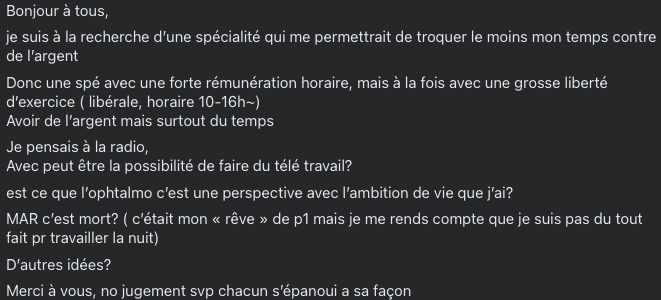 Bonjour à tous,
je suis à la recherche d'une spécialité qui me permettrait de troquer le moins mon temps contre
de l'argent
Donc une spé avec une forte rémunération horaire, mais à la fois avec une grosse liberté
d'exercice ( libérale, horaire 10-16h~)
Avoir de l'argent mais surtout du temps
Je pensais à la radio,
Avec peut être la possibilité de faire du télé travail?
est ce que l'ophtalmo c'est une perspective avec l'ambition de vie que j'ai?
MAR c'est mort? ( c'était mon « rêve » de p1 mais je me rends compte que je suis pas du tout
fait pr travailler la nuit)
D'autres idées?
Merci à vous, no jugement svp chacun s'épanoui a sa façon